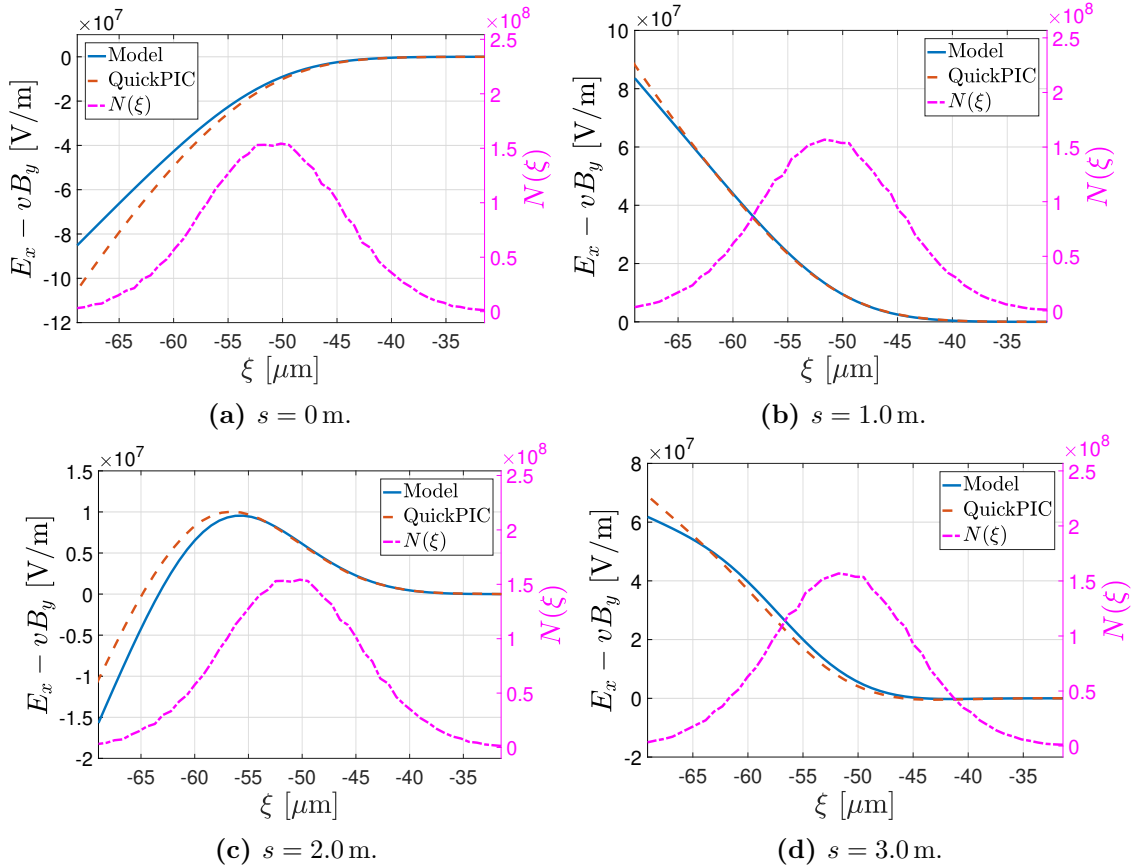 ×10^7
×10^8
0
-2
-4
-6
-8
-10
-12
E_x − vB_y [V/m]
Model
QuickPIC
N(ξ)
2.5
2
1.5
1
0.5
0
N(ξ)
-65 -60 -55 -50 -45 -40 -35
ξ [μm]
(a) s = 0 m.
×10^7
×10^8
10
8
6
4
2
0
E_x − vB_y [V/m]
Model
QuickPIC
N(ξ)
2.5
2
1.5
1
0.5
0
N(ξ)
-65 -60 -55 -50 -45 -40 -35
ξ [μm]
(b) s = 1.0 m.
×10^7
×10^8
1.5
1
0.5
0
-0.5
-1
-1.5
-2
E_x − vB_y [V/m]
Model
QuickPIC
N(ξ)
2.5
2
1.5
1
0.5
0
N(ξ)
-65 -60 -55 -50 -45 -40 -35
ξ [μm]
(c) s = 2.0 m.
×10^7
×10^8
8
6
4
2
0
-2
E_x − vB_y [V/m]
Model
QuickPIC
N(ξ)
2.5
2
1.5
1
0.5
0
N(ξ)
-65 -60 -55 -50 -45 -40 -35
ξ [μm]
(d) s = 3.0 m.